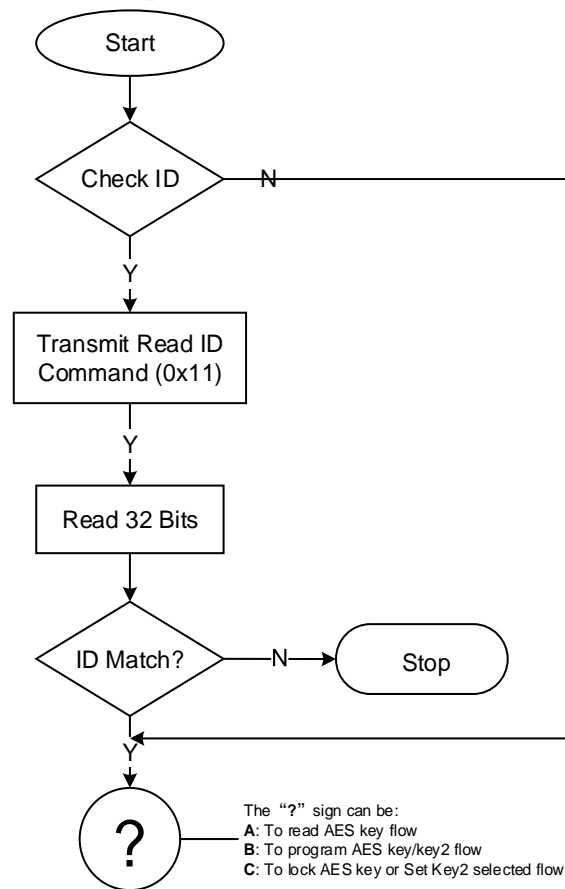 Start
Check ID
N
Y
Transmit Read ID
Command (0x11)
Y
Read 32 Bits
ID Match?
N
Stop
Y
?
The “?” sign can be:
A: To read AES key flow
B: To program AES key/key2 flow
C: To lock AES key or Set Key2 selected flow